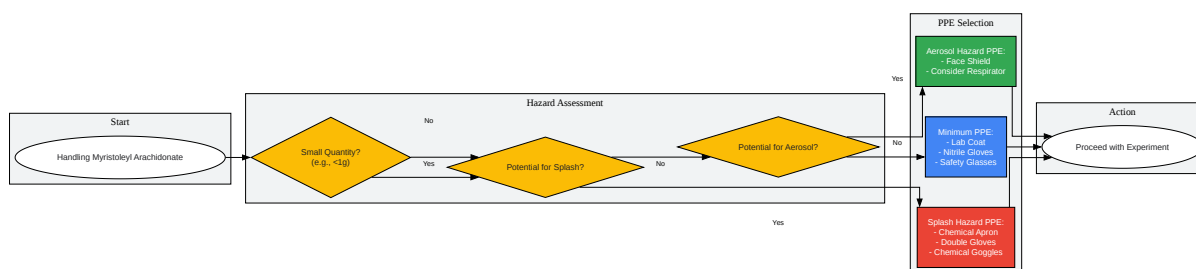 Start
Handling Myristoleyl Arachidonate
Hazard Assessment
Small Quantity?
(e.g., <1g)
No
Yes
Potential for Splash?
No
Yes
Potential for Aerosol?
Yes
No
PPE Selection
Aerosol Hazard PPE:
- Face Shield
- Consider Respirator
Minimum PPE:
- Lab Coat
- Nitrile Gloves
- Safety Glasses
Splash Hazard PPE:
- Chemical Apron
- Double Gloves
- Chemical Goggles
Action
Proceed with Experiment